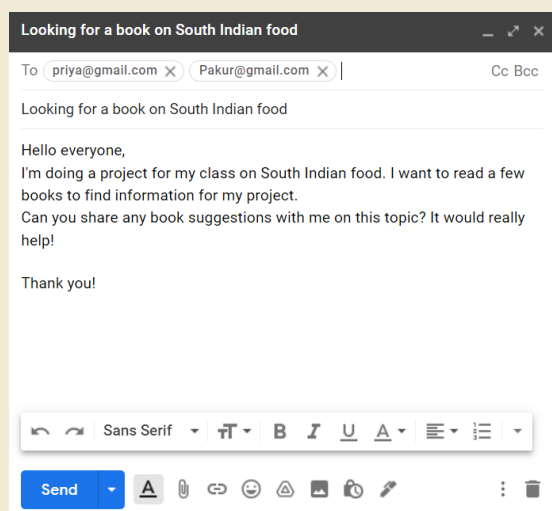 Looking for a book on South Indian food
To priya@gmail.com Pakur@gmail.com Cc Bcc
Looking for a book on South Indian food
Hello everyone,
I'm doing a project for my class on South Indian food. I want to read a few
books to find information for my project.
Can you share any book suggestions with me on this topic? It would really
help!
Thank you!
Sans Serif
Send